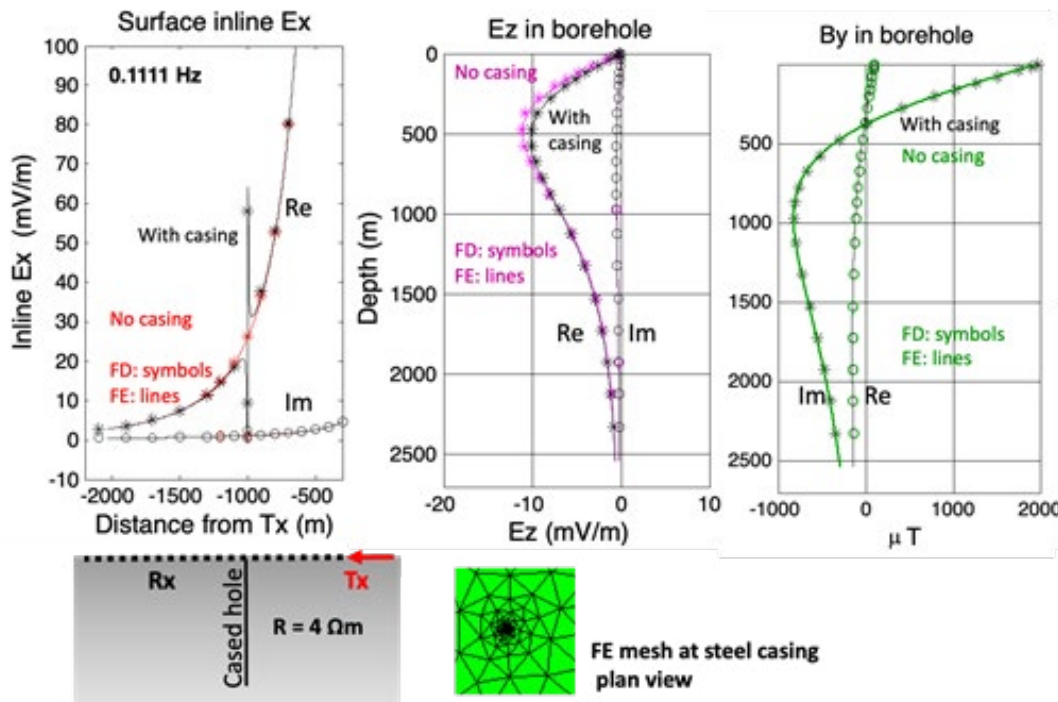 Surface inline Ex
0.1111 Hz
With casing
No casing
FD: symbols
FE: lines
Re
Im
Inline Ex (mV/m)
100
90
80
70
60
50
40
30
20
10
0
-10
-2000 -1500 -1000 -500
Distance from Tx (m)
Ez in borehole
No casing
With
casing
FD: symbols
FE: lines
Re Im
Depth (m)
0
500
1000
1500
2000
2500
-20 -10 0 10
Ez (mV/m)
By in borehole
With casing
No casing
FD: symbols
FE: lines
Im Re
500
1000
1500
2000
2500
-1000 0 1000 2000
μ T
Rx
Tx
Cased hole
R = 4 Ωm
FE mesh at steel casing
plan view